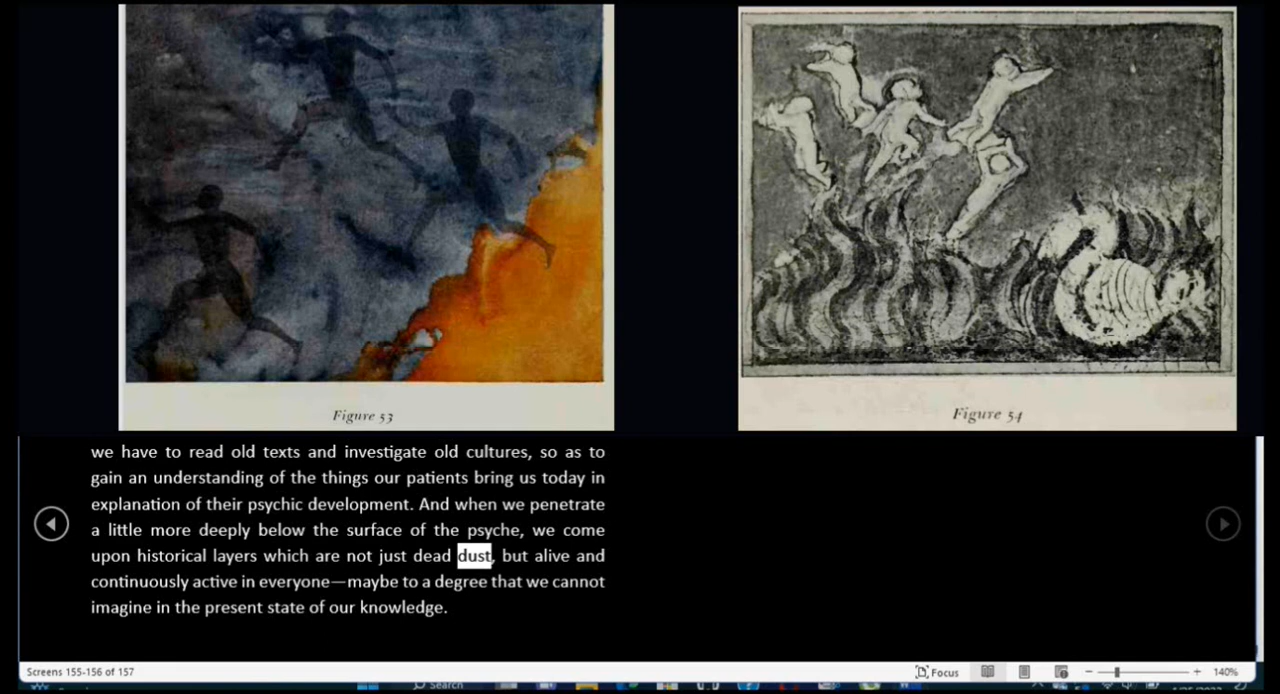 Figure 53
Figure 54
we have to read old texts and investigate old cultures, so as to
gain an understanding of the things our patients bring us today in
explanation of their psychic development. And when we penetrate
a little more deeply below the surface of the psyche, we come
upon historical layers which are not just dead dust, but alive and
continuously active in everyone—maybe to a degree that we cannot
imagine in the present state of our knowledge.
Screens 155-156 of 157
Focus
140%
Search